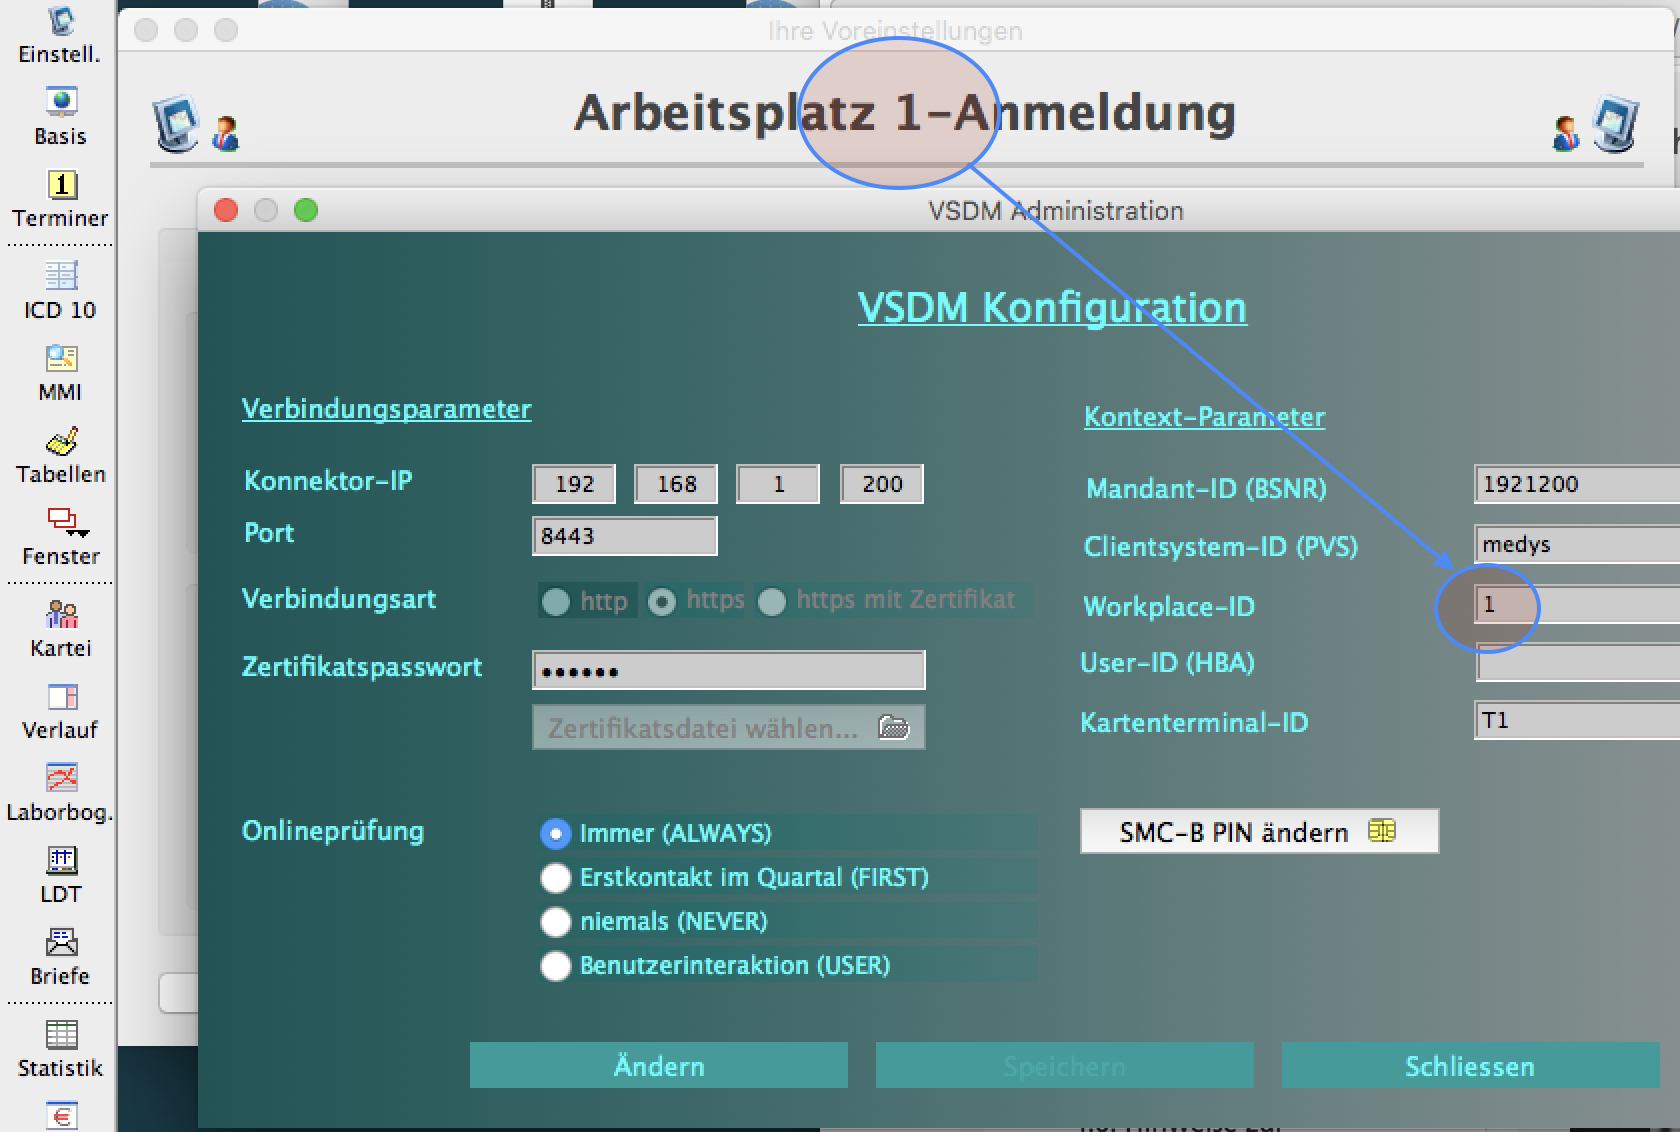 Einstell.
Basis
1
Terminer
ICD 10
MMI
Tabellen
Fenster
Kartei
Verlauf
Laborbog.
LDT
Briefe
Statistik
€
Ihre Voreinstellungen
Arbeitsplatz 1-Anmeldung
VSDM Administration
VSDM Konfiguration
Verbindungsparameter
Konnektor-IP 192 168 1 200
Port 8443
Verbindungsart http https https mit Zertifikat
Zertifikatspasswort ••••••
Zertifikatsdatei wählen...
Onlineprüfung Immer (ALWAYS)
Erstkontakt im Quartal (FIRST)
niemals (NEVER)
Benutzerinteraktion (USER)
Kontext-Parameter
Mandant-ID (BSNR) 1921200
Clientsystem-ID (PVS) medys
Workplace-ID 1
User-ID (HBA)
Kartenterminal-ID T1
SMC-B PIN ändern
Ändern Speichern Schliessen